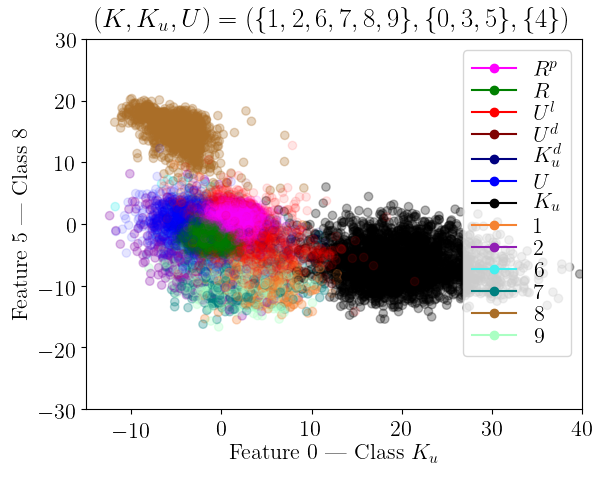 (K, K_u, U) = ({1, 2, 6, 7, 8, 9}, {0, 3, 5}, {4})
30
20
10
0
−10
−20
−30
Feature 5 — Class 8
−10
0
10
20
30
40
Feature 0 — Class K_u
R^p
R
U^l
U^d
K_u^d
U
K_u
1
2
6
7
8
9